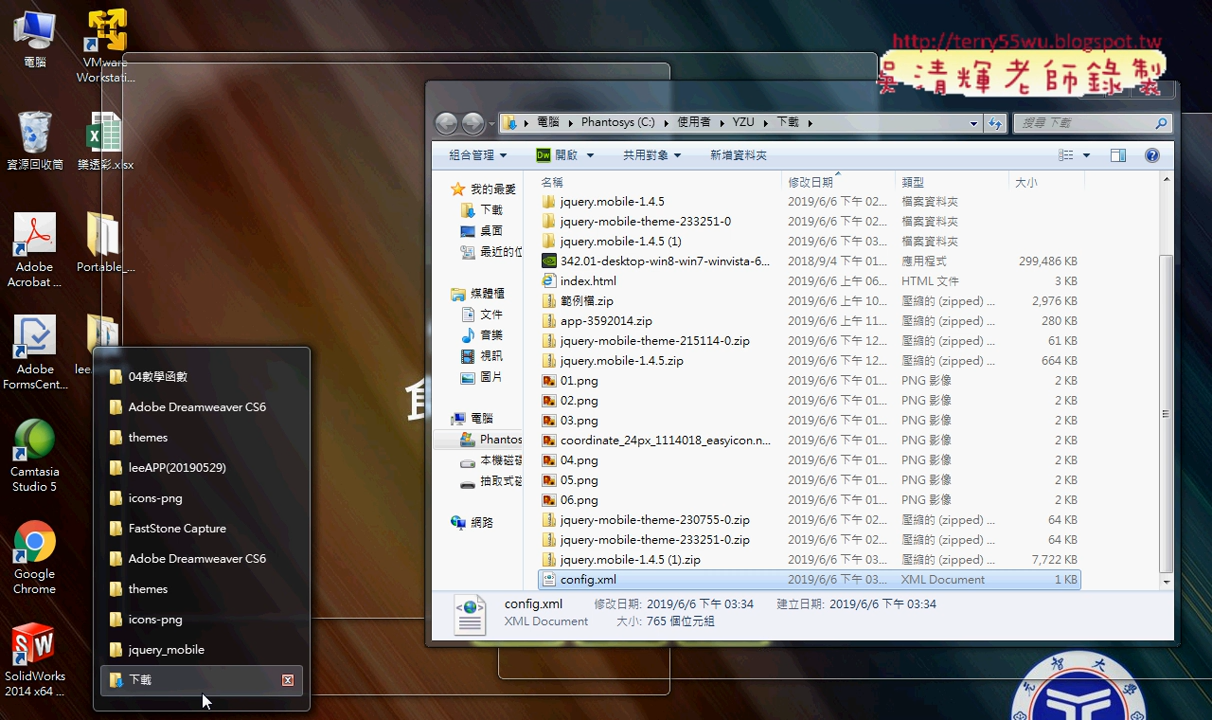 電腦
VMware
Workstati...
資源回收筒
樂透彩.xlsx
Adobe
Acrobat ...
Portable_...
Adobe
FormsCent...
Camtasia
Studio 5
Google
Chrome
SolidWorks
2014 x64 ...
04數學函數
Adobe Dreamweaver CS6
themes
leeAPP(20190529)
icons-png
FastStone Capture
Adobe Dreamweaver CS6
themes
icons-png
jquery_mobile
下載
http://terry55wu.blogspot.tw
吳清輝老師錄製
電腦 Phantosys (C:) 使用者 YZU 下載
搜尋 下載
組合管理 Dw 開啟 共用對象 新增資料夾
我的最愛
下載
桌面
最近的位
媒體櫃
文件
音樂
視訊
圖片
電腦
Phantos
本機磁碟
抽取式磁
網路
名稱 修改日期 類型 大小
jquery.mobile-1.4.5 2019/6/6 下午 02... 檔案資料夾
jquery-mobile-theme-233251-0 2019/6/6 下午 02... 檔案資料夾
jquery.mobile-1.4.5 (1) 2019/6/6 下午 03... 檔案資料夾
342.01-desktop-win8-win7-winvista-6... 2018/9/4 下午 01... 應用程式 299,486 KB
index.html 2019/6/6 上午 06... HTML 文件 3 KB
範例檔.zip 2019/6/6 上午 10... 壓縮的 (zipped) ... 2,976 KB
app-3592014.zip 2019/6/6 上午 11... 壓縮的 (zipped) ... 280 KB
jquery-mobile-theme-215114-0.zip 2019/6/6 下午 12... 壓縮的 (zipped) ... 61 KB
jquery.mobile-1.4.5.zip 2019/6/6 下午 12... 壓縮的 (zipped) ... 664 KB
01.png 2019/6/6 下午 01... PNG 影像 2 KB
02.png 2019/6/6 下午 01... PNG 影像 2 KB
03.png 2019/6/6 下午 01... PNG 影像 2 KB
coordinate_24px_1114018_easyicon.n... 2019/6/6 下午 01... PNG 影像 2 KB
04.png 2019/6/6 下午 01... PNG 影像 2 KB
05.png 2019/6/6 下午 01... PNG 影像 2 KB
06.png 2019/6/6 下午 01... PNG 影像 2 KB
jquery-mobile-theme-230755-0.zip 2019/6/6 下午 02... 壓縮的 (zipped) ... 64 KB
jquery-mobile-theme-233251-0.zip 2019/6/6 下午 02... 壓縮的 (zipped) ... 64 KB
jquery.mobile-1.4.5 (1).zip 2019/6/6 下午 03... 壓縮的 (zipped) ... 7,722 KB
config.xml 2019/6/6 下午 03... XML Document 1 KB
config.xml 修改日期: 2019/6/6 下午 03:34 建立日期: 2019/6/6 下午 03:34
XML Document 大小: 765 個位元組